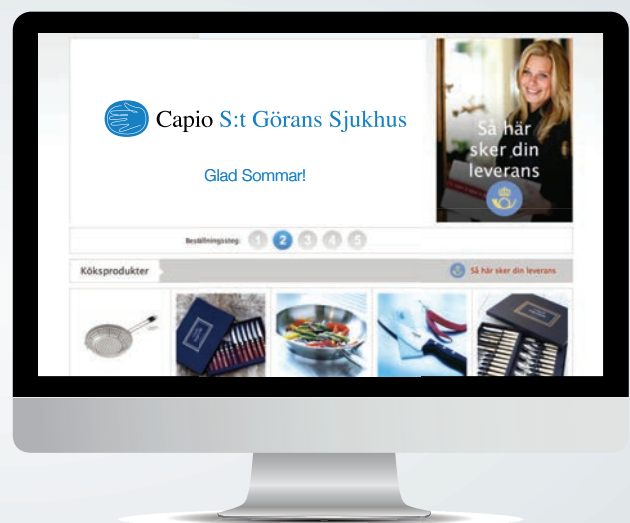 Capio S:t Görans Sjukhus
Glad Sommar!
Så här
sker din
leverans
Beställningssteg: 1 2 3 4 5
Köksprodukter
Så här sker din leverans